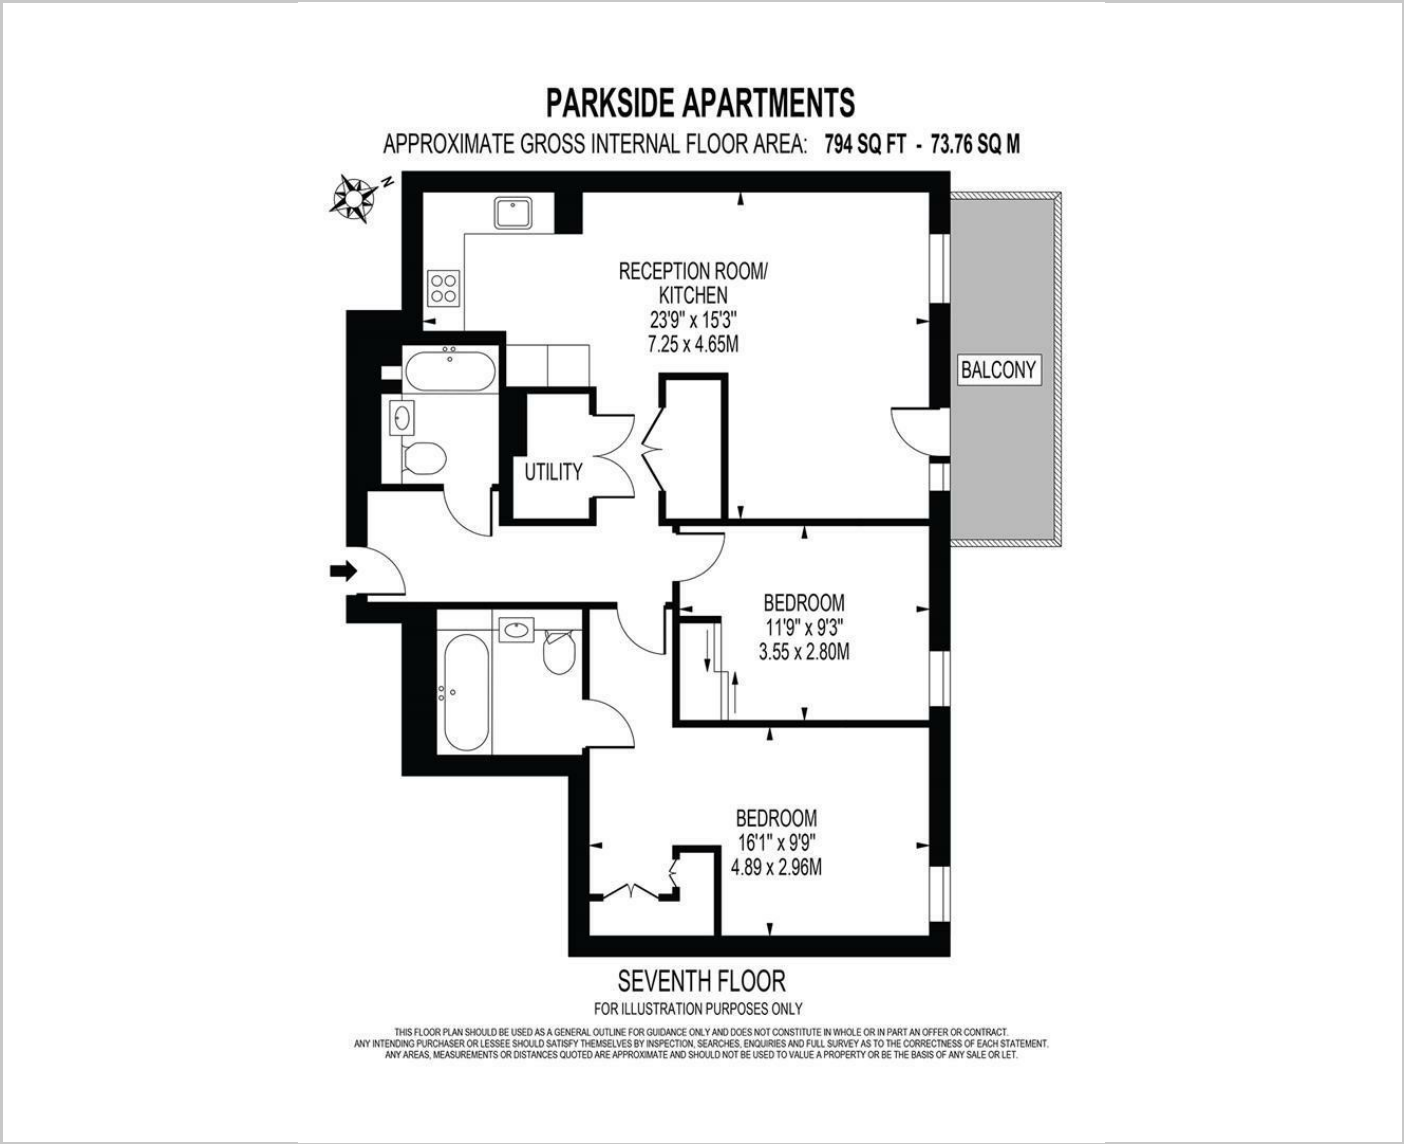 PARKSIDE APARTMENTS
APPROXIMATE GROSS INTERNAL FLOOR AREA: 794 SQ FT - 73.76 SQ M
N
RECEPTION ROOM/
KITCHEN
23'9" x 15'3"
7.25 x 4.65M
BALCONY
UTILITY
BEDROOM
11'9" x 9'3"
3.55 x 2.80M
BEDROOM
16'1" x 9'9"
4.89 x 2.96M
SEVENTH FLOOR
FOR ILLUSTRATION PURPOSES ONLY
THIS FLOOR PLAN SHOULD BE USED AS A GENERAL OUTLINE FOR GUIDANCE ONLY AND DOES NOT CONSTITUTE IN WHOLE OR IN PART AN OFFER OR CONTRACT.
ANY INTENDING PURCHASER OR LESSEE SHOULD SATISFY THEMSELVES BY INSPECTION, SEARCHES, ENQUIRIES AND FULL SURVEY AS TO THE CORRECTNESS OF EACH STATEMENT.
ANY AREAS, MEASUREMENTS OR DISTANCES QUOTED ARE APPROXIMATE AND SHOULD NOT BE USED TO VALUE A PROPERTY OR BE THE BASIS OF ANY SALE OR LET.